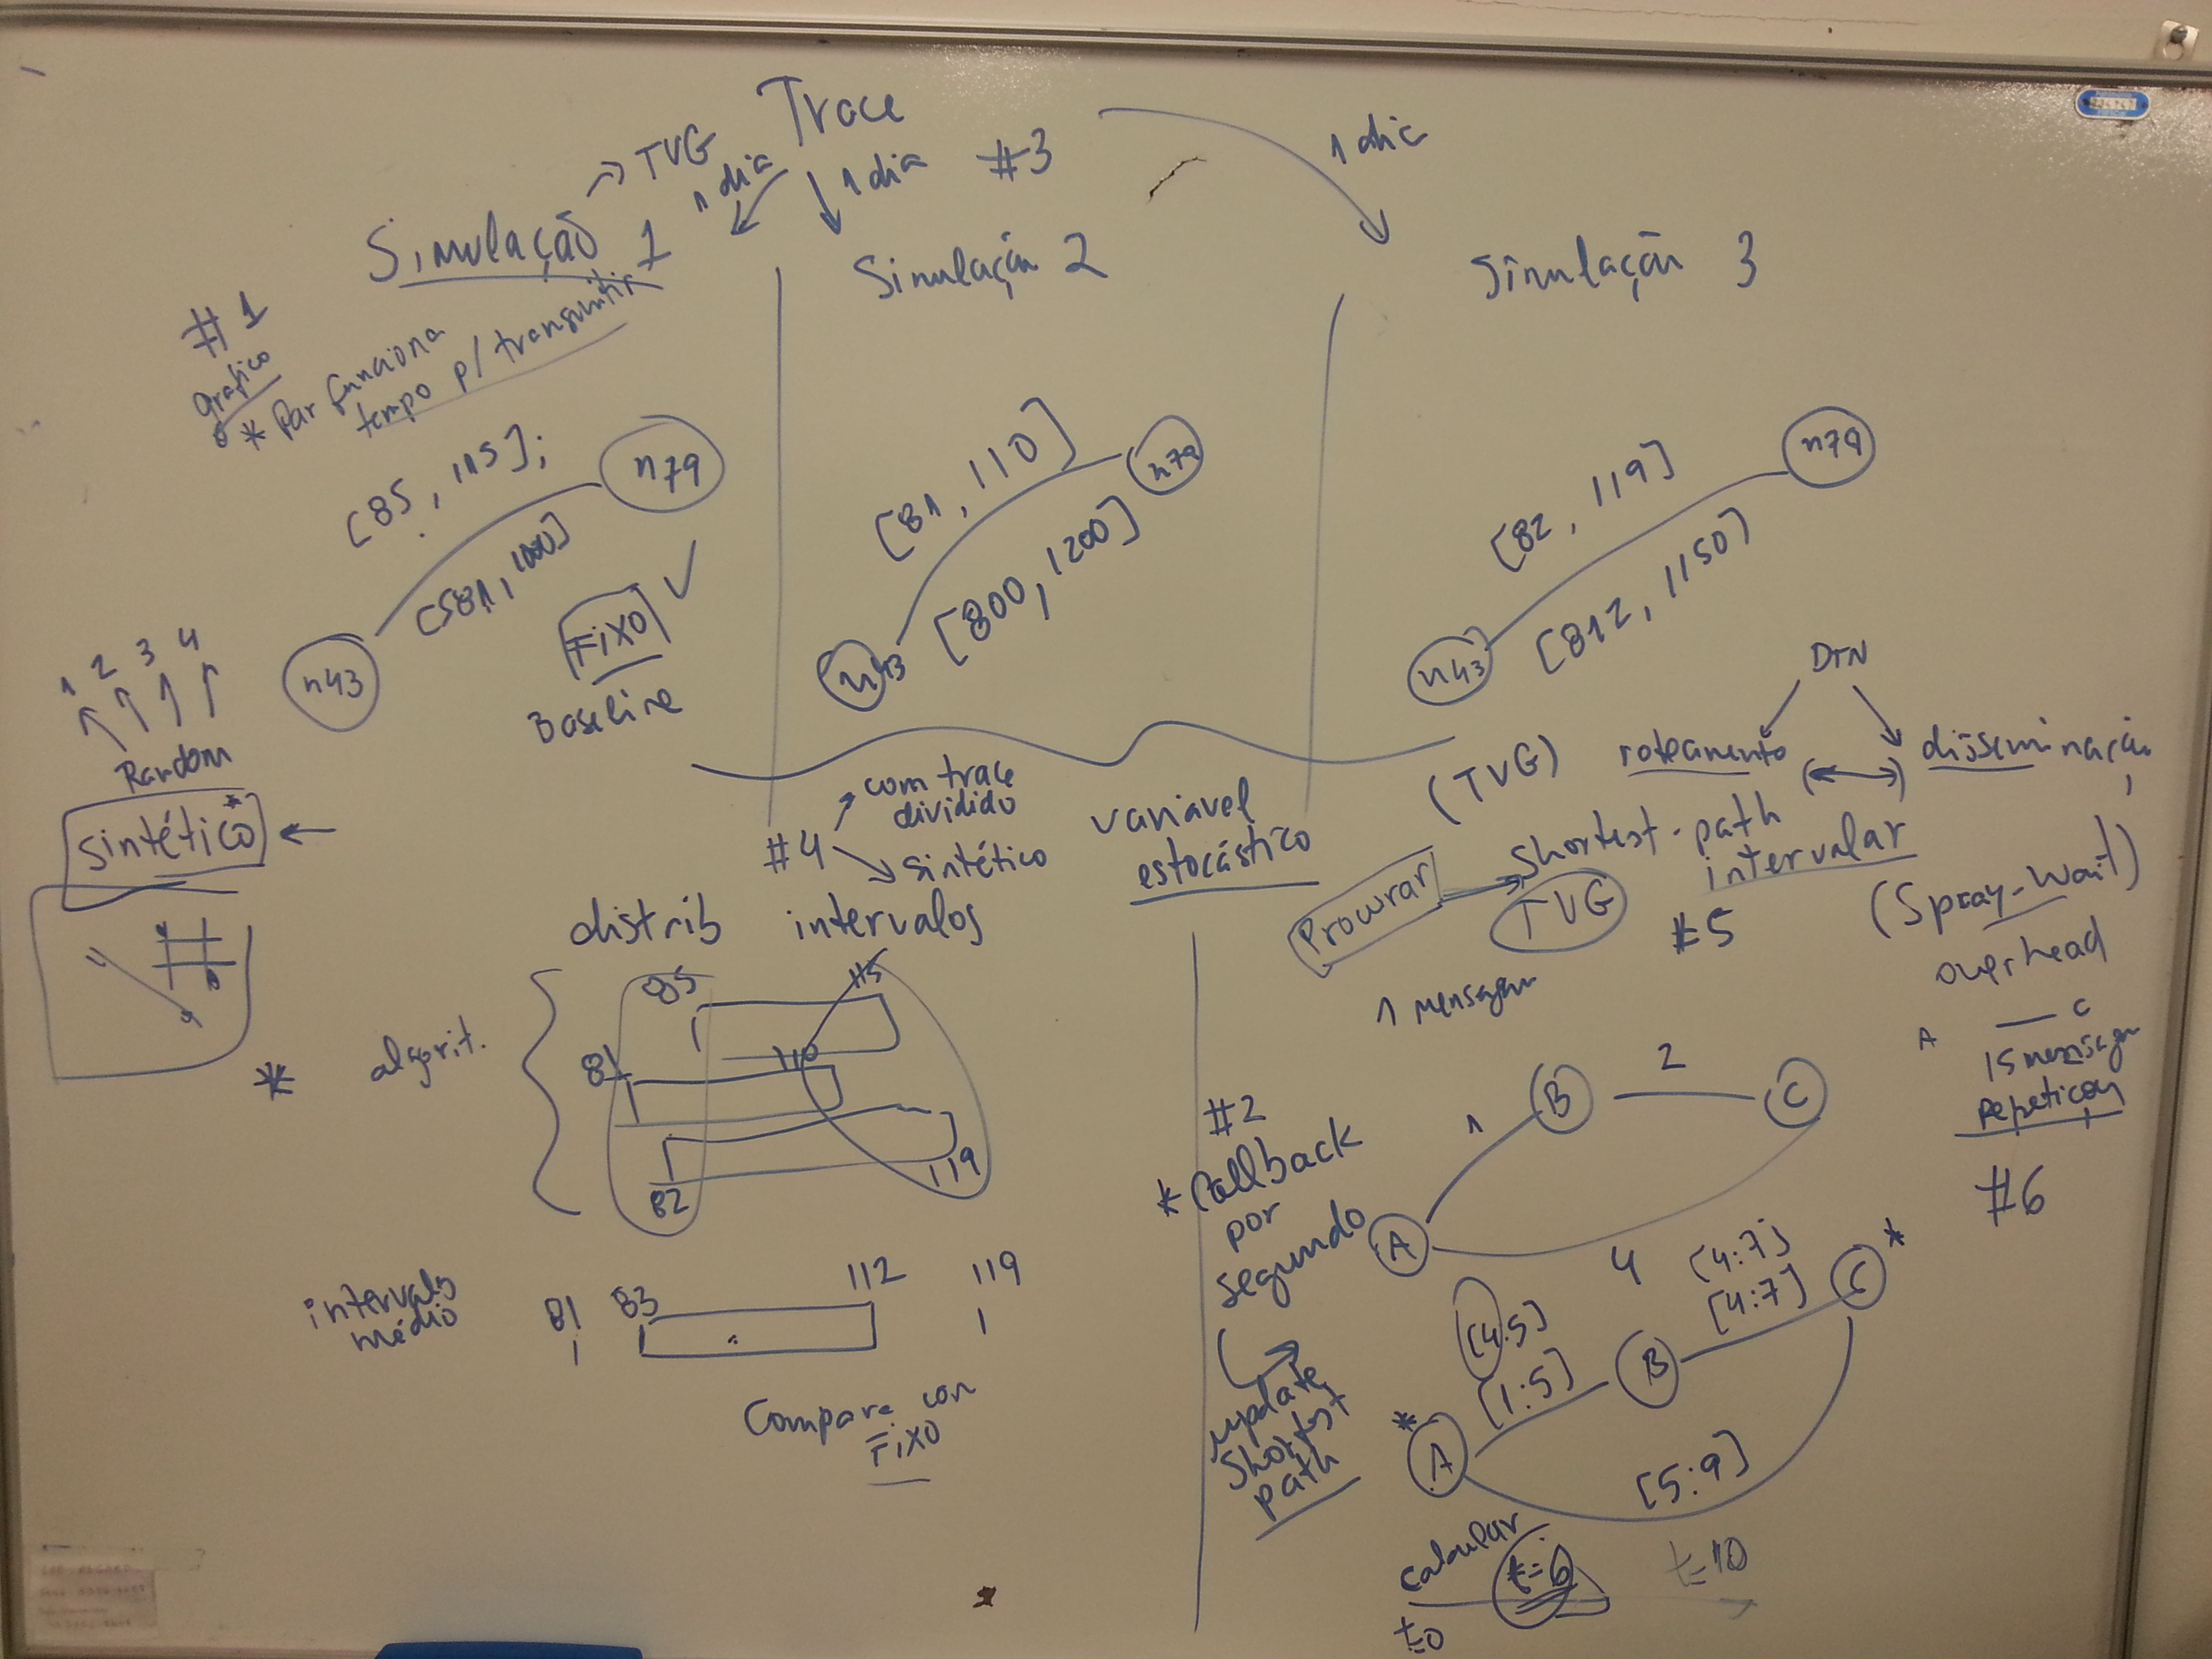 Trace
→ TVG
1 dia
1 dia
#3
1 dia
Simulação 1
Simulação 2
Simulação 3
#1
gráfico
* Par funciona
tempo p/ transmitir
[85, 115];
n79
[581, 1000]
n43
Fixo ✓
Baseline
[81, 110]
n79
[800, 1200]
n43
[82, 119]
n79
[812, 1150]
n43
1 2 3 4
Random
sintético*
←
#4
com trace
dividido
sintético
variavel
estocástico
distrib intervalos
* algorit.
85
115
81
110
82
119
intervalo
médio
81 83 112 119
Compare com
Fixo
DTN
(TVG) roteamento
(↔)
disseminação
Procurar
shortest-path
intervalar
TVG
#5
(Spray-Wait)
overhead
A — C
15 mensagem
repetição
#6
1 mensagem
#2
* Callback
por
segundo
update
shortest
path
A 1 B 2 C
4
[4:5]
[1:5]
[4:7]
[4:7]
* A
B
C *
[5:9]
calcular
t=0
t=6
t=10